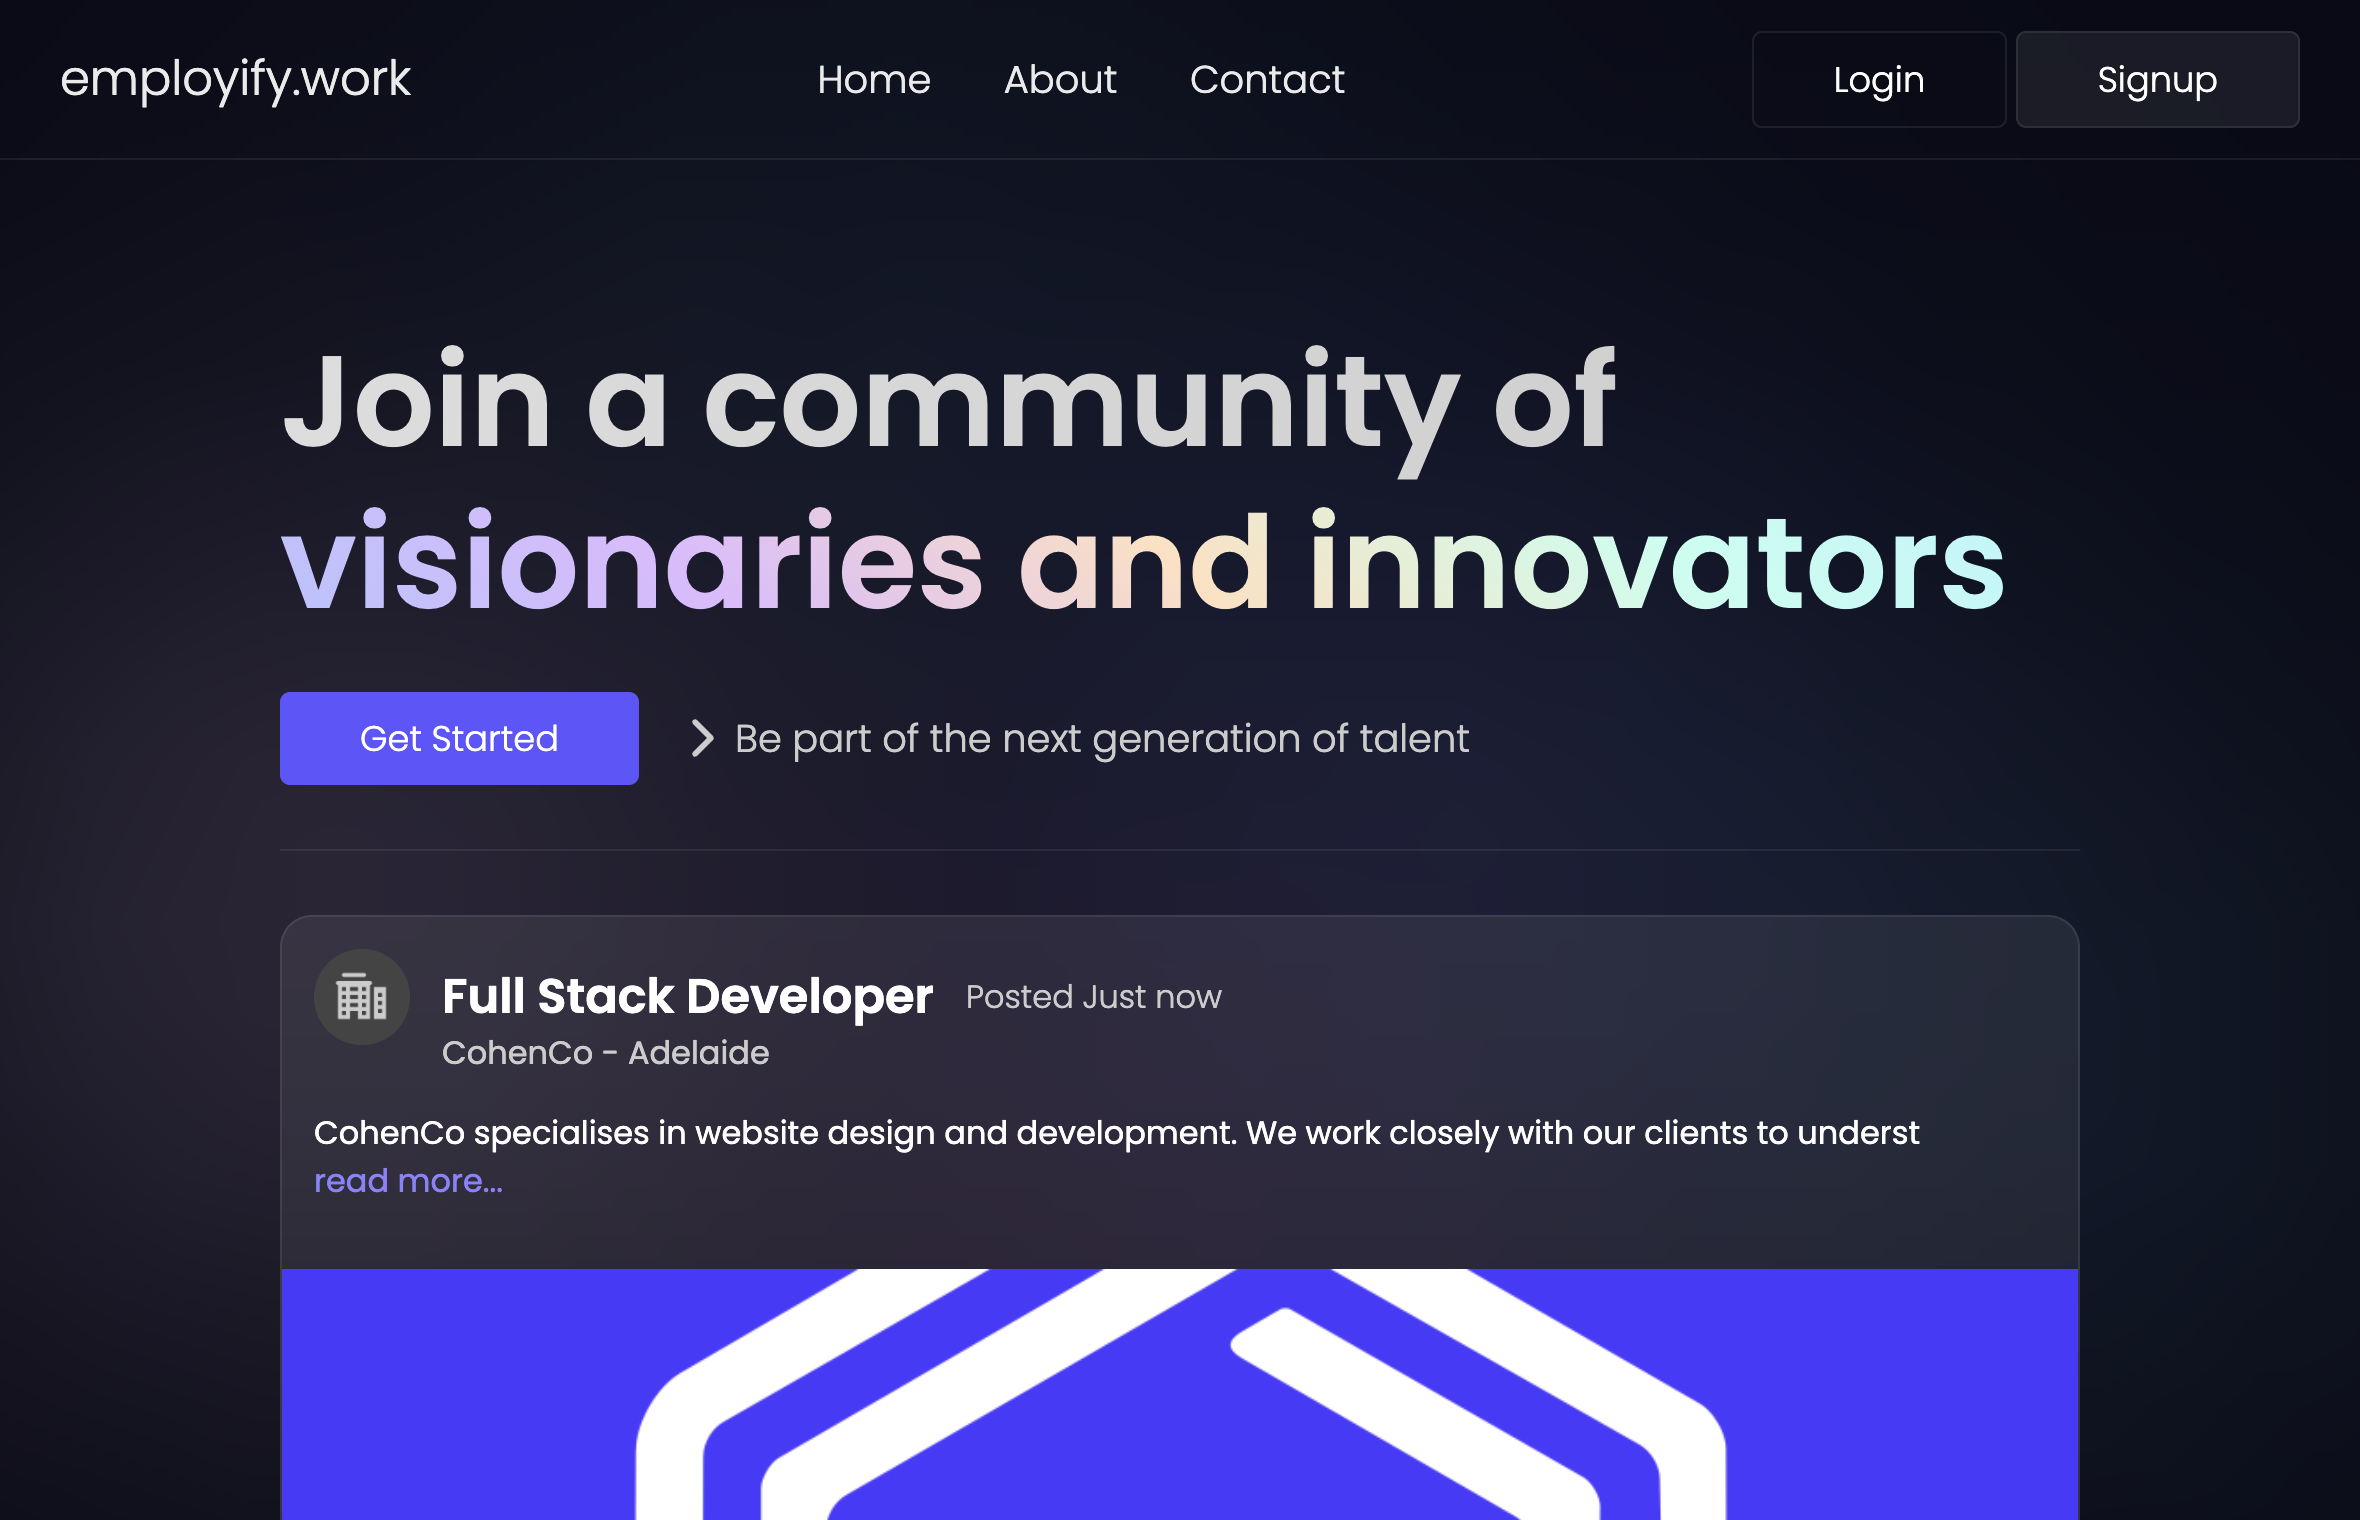 employify.work
Home
About
Contact
Login
Signup
Join a community of
visionaries and innovators
Get Started
Be part of the next generation of talent
Full Stack Developer
Posted Just now
CohenCo - Adelaide
CohenCo specialises in website design and development. We work closely with our clients to underst
read more...